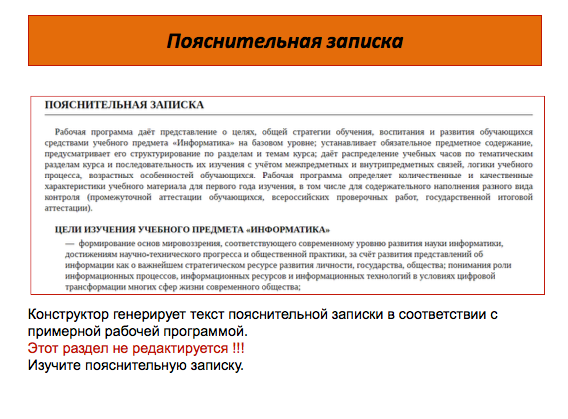 Пояснительная записка
ПОЯСНИТЕЛЬНАЯ ЗАПИСКА
Рабочая программа даёт представление о целях, общей стратегии обучения, воспитания и развития обучающихся
средствами учебного предмета «Информатика» на базовом уровне; устанавливает обязательное предметное содержание,
предусматривает его структурирование по разделам и темам курса; даёт распределение учебных часов по тематическим
разделам курса и последовательность их изучения с учётом межпредметных и внутрипредметных связей, логики учебного
процесса, возрастных особенностей обучающихся. Рабочая программа определяет количественные и качественные
характеристики учебного материала для первого года изучения, в том числе для содержательного наполнения разного вида
контроля (промежуточной аттестации обучающихся, всероссийских проверочных работ, государственной итоговой
аттестации).
ЦЕЛИ ИЗУЧЕНИЯ УЧЕБНОГО ПРЕДМЕТА «ИНФОРМАТИКА»
— формирование основ мировоззрения, соответствующего современному уровню развития науки информатики,
достижениям научно-технического прогресса и общественной практики, за счёт развития представлений об
информации как о важнейшем стратегическом ресурсе развития личности, государства, общества; понимания роли
информационных процессов, информационных ресурсов и информационных технологий в условиях цифровой
трансформации многих сфер жизни современного общества;
Конструктор генерирует текст пояснительной записки в соответствии с
примерной рабочей программой.
Этот раздел не редактируется !!!
Изучите пояснительную записку.